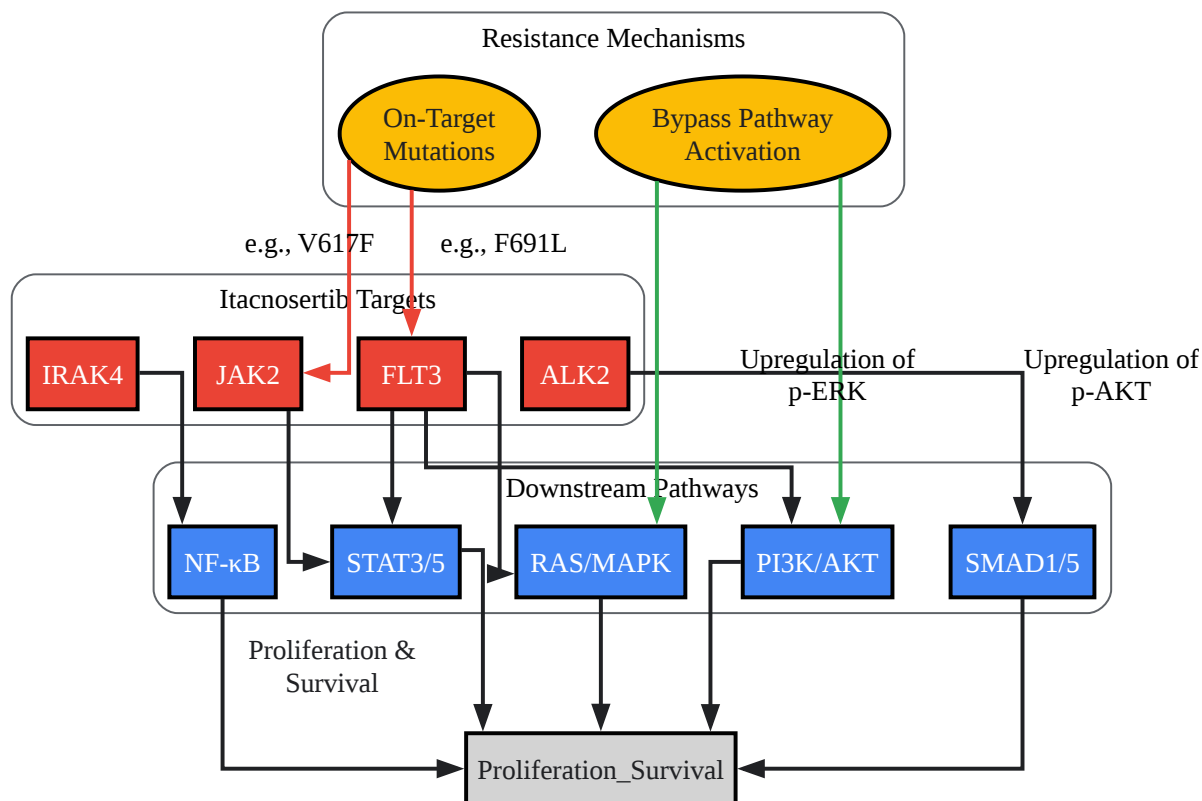 Resistance Mechanisms
On-Target
Mutations
Bypass Pathway
Activation
e.g., V617F
e.g., F691L
Itacnosertib Targets
IRAK4
JAK2
FLT3
ALK2
Upregulation of
p-ERK
Upregulation of
p-AKT
Downstream Pathways
NF-κB
STAT3/5
RAS/MAPK
PI3K/AKT
SMAD1/5
Proliferation &
Survival
Proliferation_Survival